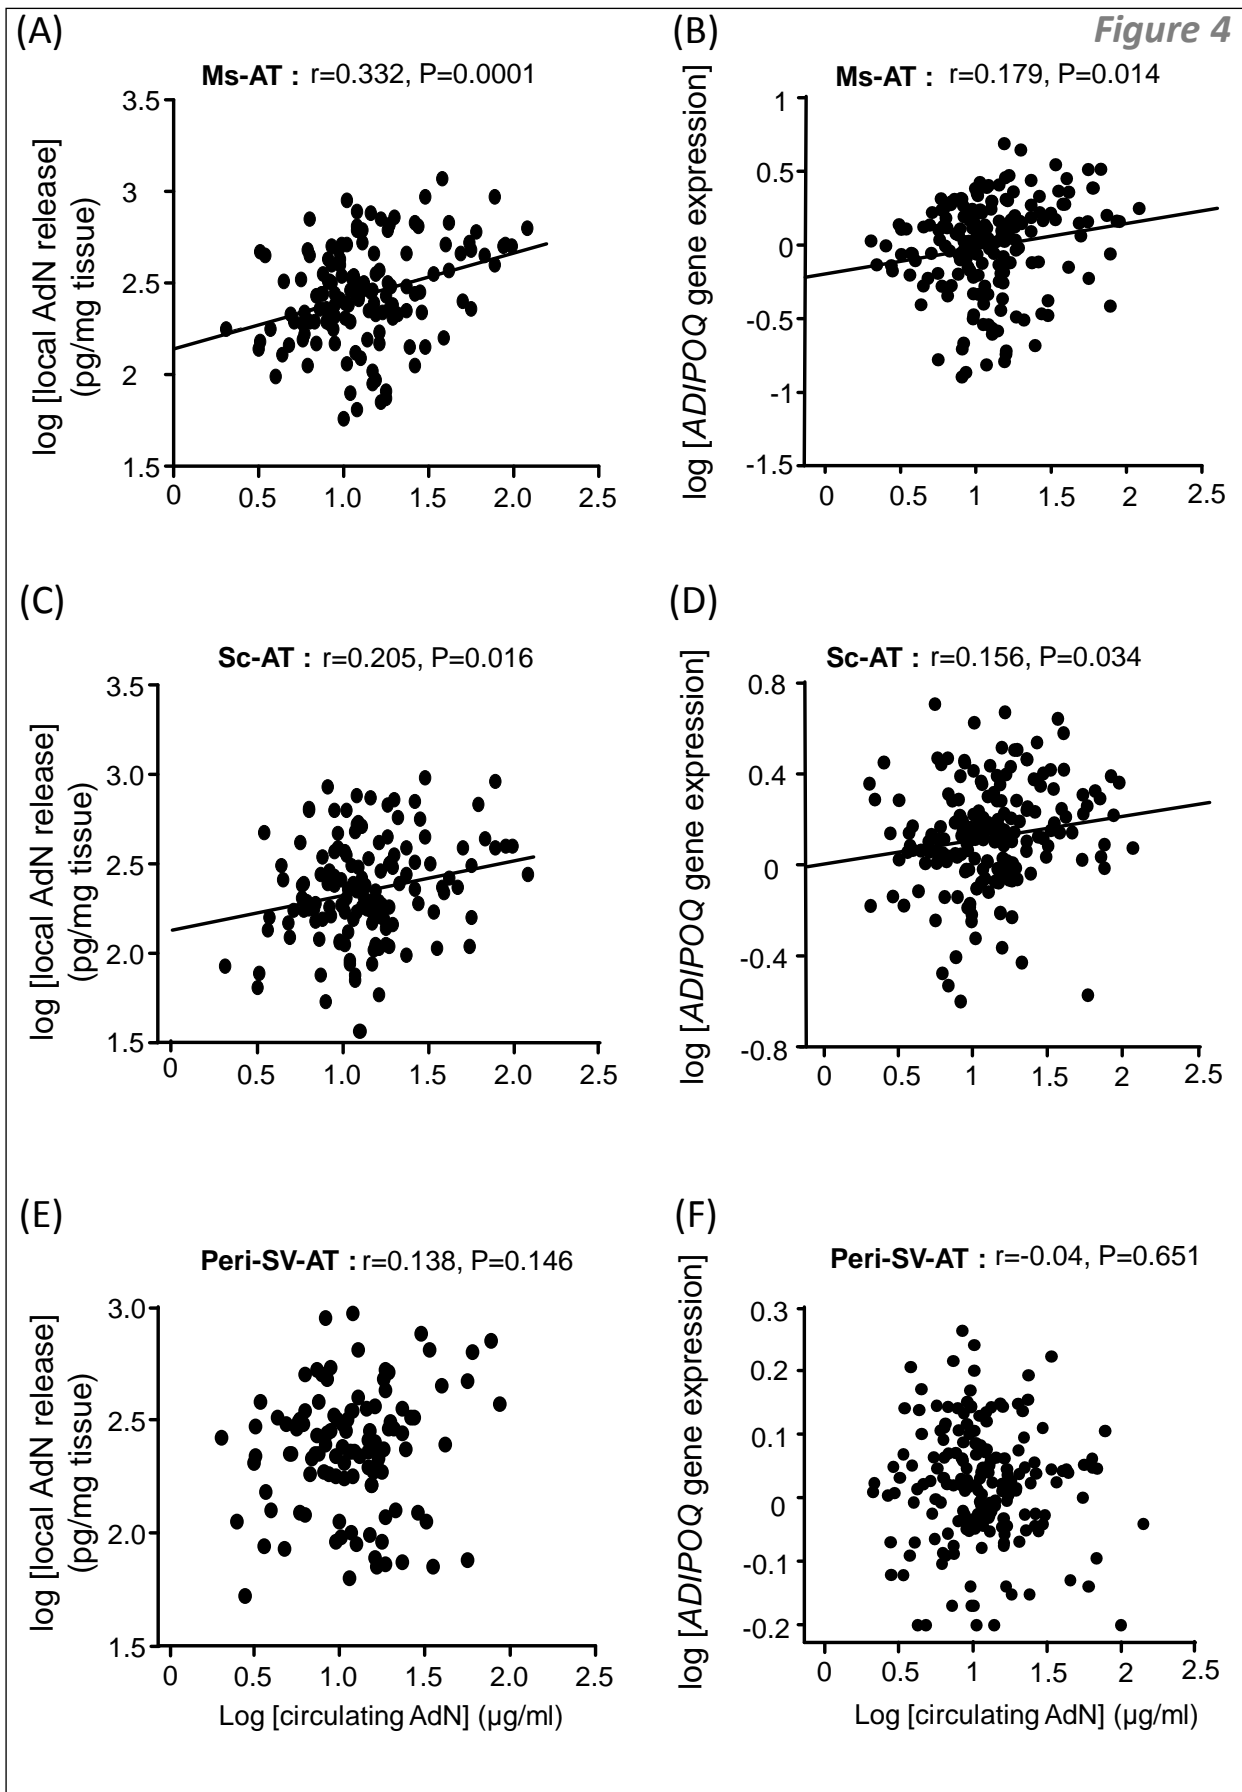 Figure 4
(A)
Ms-AT : r=0.332, P=0.0001
log [local AdN release]
(pg/mg tissue)
3.5
3
2.5
2
1.5
0 0.5 1.0 1.5 2.0 2.5
(B)
Ms-AT : r=0.179, P=0.014
log [ADIPOQ gene expression]
1
0.5
0
-0.5
-1
-1.5
0 0.5 1 1.5 2 2.5
(C)
Sc-AT : r=0.205, P=0.016
log [local AdN release]
(pg/mg tissue)
3.5
3.0
2.5
2.0
1.5
0 0.5 1.0 1.5 2.0 2.5
(D)
Sc-AT : r=0.156, P=0.034
log [ADIPOQ gene expression]
0.8
0.4
0
-0.4
-0.8
0 0.5 1 1.5 2 2.5
(E)
Peri-SV-AT : r=0.138, P=0.146
log [local AdN release]
(pg/mg tissue)
3.0
2.5
2.0
1.5
0 0.5 1.0 1.5 2.0 2.5
Log [circulating AdN] (µg/ml)
(F)
Peri-SV-AT : r=-0.04, P=0.651
log [ADIPOQ gene expression]
0.3
0.2
0.1
0
-0.1
-0.2
0 0.5 1 1.5 2 2.5
Log [circulating AdN] (µg/ml)